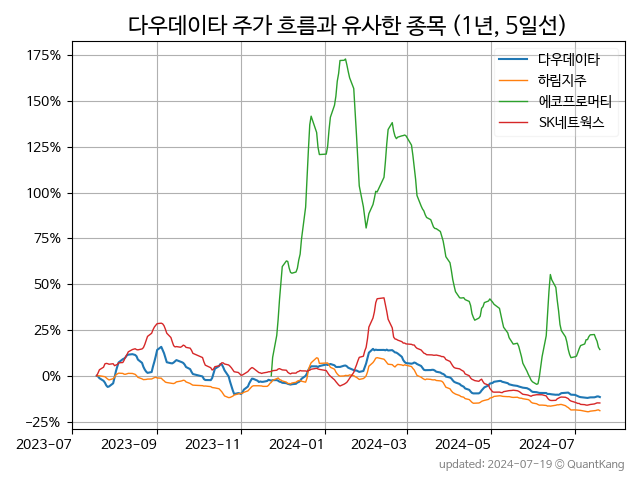 다우데이타 주가 흐름과 유사한 종목 (1년, 5일선)
175%
150%
125%
100%
75%
50%
25%
0%
−25%
다우데이타
하림지주
에코프로머티
SK네트웍스
2023-07
2023-09
2023-11
2024-01
2024-03
2024-05
2024-07
updated: 2024-07-19 © QuantKang